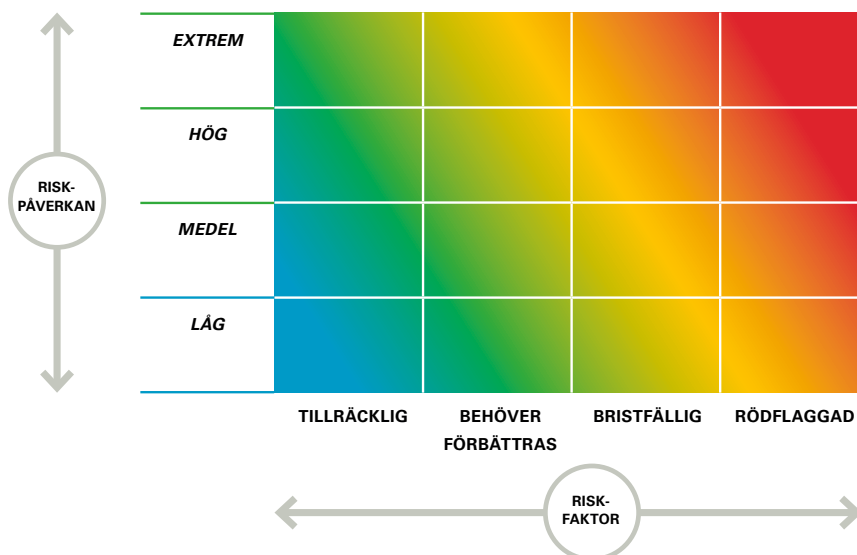 EXTREM
HÖG
RISK-
PÅVERKAN
MEDEL
LÅG
TILLRÄCKLIG
BEHÖVER
FÖRBÄTTRAS
BRISTFÄLLIG
RÖDFLAGGAD
RISK-
FAKTOR